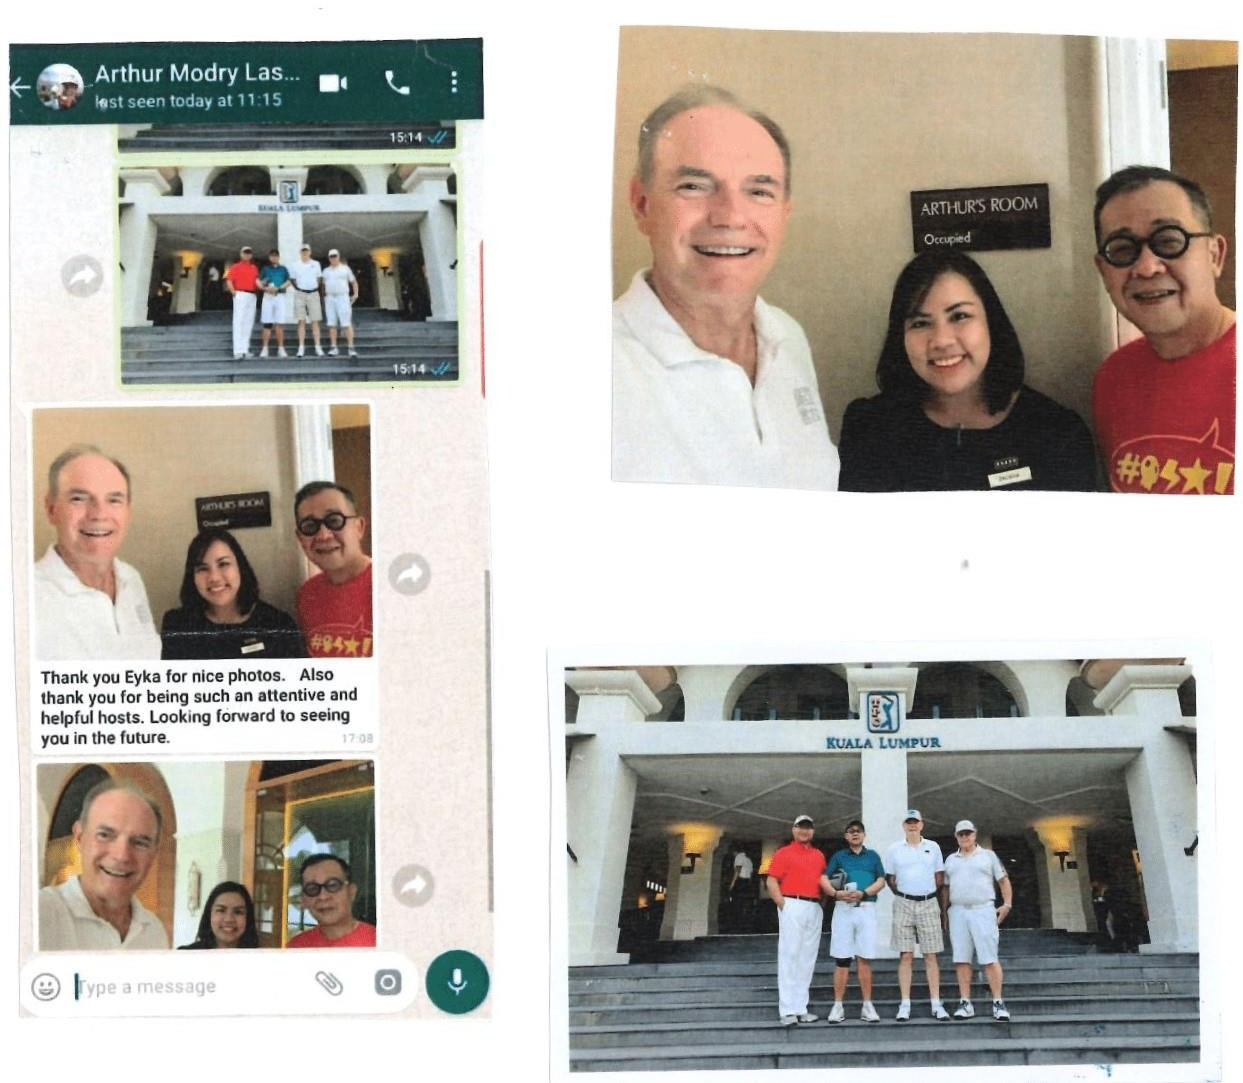 Arthur Modry Las...
last seen today at 11:15
15:14
KUALA LUMPUR
15:14
ARTHUR'S ROOM
Occupied
#
!
Thank you Eyka for nice photos. Also
thank you for being such an attentive and
helpful hosts. Looking forward to seeing
you in the future.
17:08
Type a message
ARTHUR'S ROOM
Occupied
#
!
KUALA LUMPUR